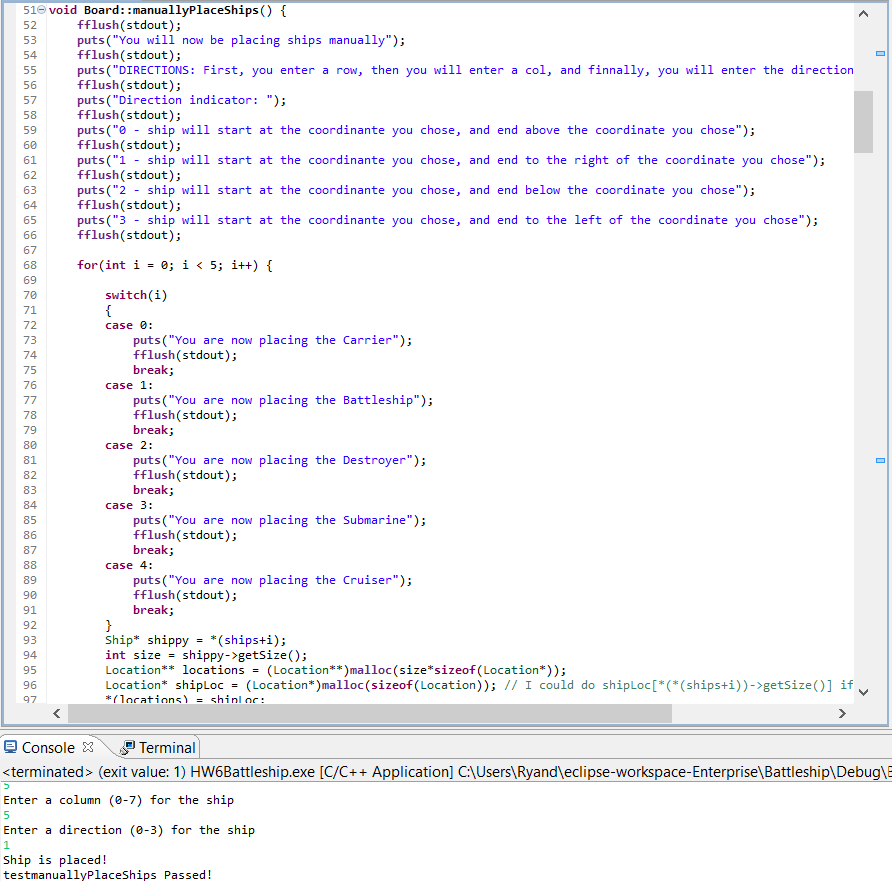 51 void Board::manuallyPlaceShips() {
52 fflush(stdout);
53 puts("You will now be placing ships manually");
54 fflush(stdout);
55 puts("DIRECTIONS: First, you enter a row, then you will enter a col, and finnally, you will enter the direction
56 fflush(stdout);
57 puts("Direction indicator: ");
58 fflush(stdout);
59 puts("0 - ship will start at the coordinante you chose, and end above the coordinate you chose");
60 fflush(stdout);
61 puts("1 - ship will start at the coordinante you chose, and end to the right of the coordinate you chose");
62 fflush(stdout);
63 puts("2 - ship will start at the coordinante you chose, and end below the coordinate you chose");
64 fflush(stdout);
65 puts("3 - ship will start at the coordinante you chose, and end to the left of the coordinate you chose");
66 fflush(stdout);
67
68 for(int i = 0; i < 5; i++) {
69
70 switch(i)
71 {
72 case 0:
73 puts("You are now placing the Carrier");
74 fflush(stdout);
75 break;
76 case 1:
77 puts("You are now placing the Battleship");
78 fflush(stdout);
79 break;
80 case 2:
81 puts("You are now placing the Destroyer");
82 fflush(stdout);
83 break;
84 case 3:
85 puts("You are now placing the Submarine");
86 fflush(stdout);
87 break;
88 case 4:
89 puts("You are now placing the Cruiser");
90 fflush(stdout);
91 break;
92 }
93 Ship* shippy = *(ships+i);
94 int size = shippy->getSize();
95 Location** locations = (Location**)malloc(size*sizeof(Location*));
96 Location* shipLoc = (Location*)malloc(sizeof(Location)); // I could do shipLoc[*(*(ships+i))->getSize()] if
97 *(locations) = shipLoc;
Console Terminal
<terminated> (exit value: 1) HW6Battleship.exe [C/C++ Application] C:\Users\Ryand\eclipse-workspace-Enterprise\Battleship\Debug\
5
Enter a column (0-7) for the ship
5
Enter a direction (0-3) for the ship
1
Ship is placed!
testmanuallyPlaceShips Passed!